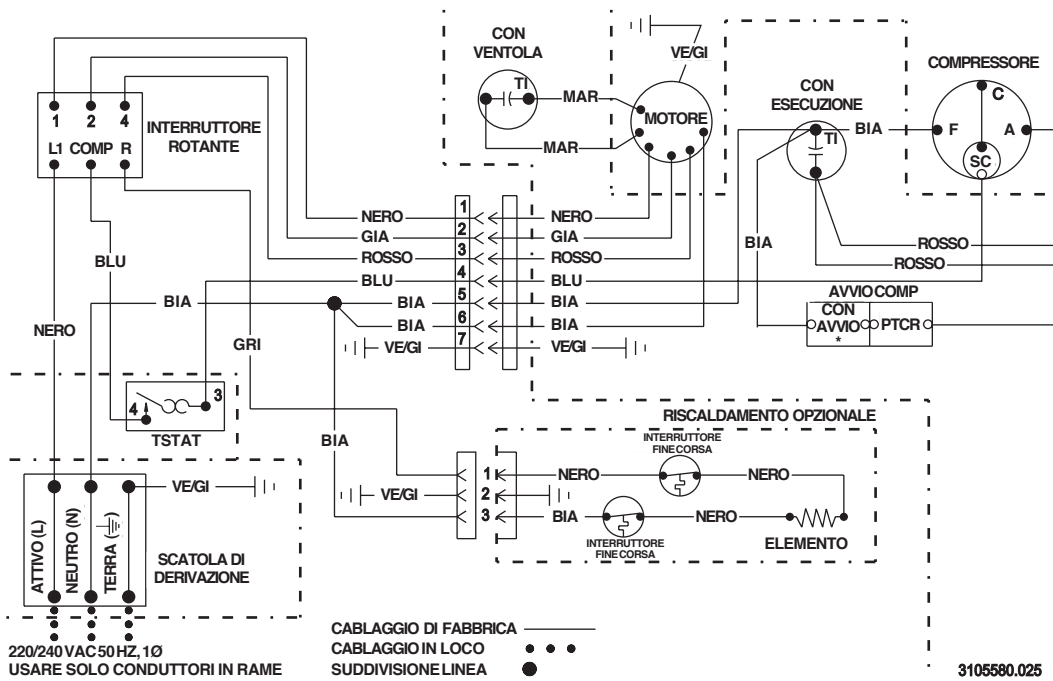 CON
VENTOLA
TI
MAR
MAR
VE/GI
MOTORE
CON
ESECUZIONE
TI
BIA
COMPRESSORE
C
F
A
SC
1 2 4
L1 COMP R
INTERRUTTORE
ROTANTE
NERO
GIA
ROSSO
BLU
BIA
BIA
VE/GI
1
2
3
4
5
6
7
NERO
GIA
ROSSO
BLU
BIA
BIA
VE/GI
BIA
ROSSO
ROSSO
AVVIO COMP
CON
AVVIO
*
PTCR
BLU
BIA
NERO
GRI
4
3
TSTAT
BIA
VE/GI
RISCALDAMENTO OPZIONALE
INTERRUTTORE
FINE CORSA
1
2
3
NERO
NERO
BIA
NERO
INTERRUTTORE
FINE CORSA
ELEMENTO
VE/GI
ATTIVO (L)
NEUTRO (N)
TERRA ( )
SCATOLA DI
DERIVAZIONE
220/240 VAC 50 HZ, 1Ø
USARE SOLO CONDUTTORI IN RAME
CABLAGGIO DI FABBRICA
CABLAGGIO IN LOCO
SUDDIVISIONE LINEA
3105580.025